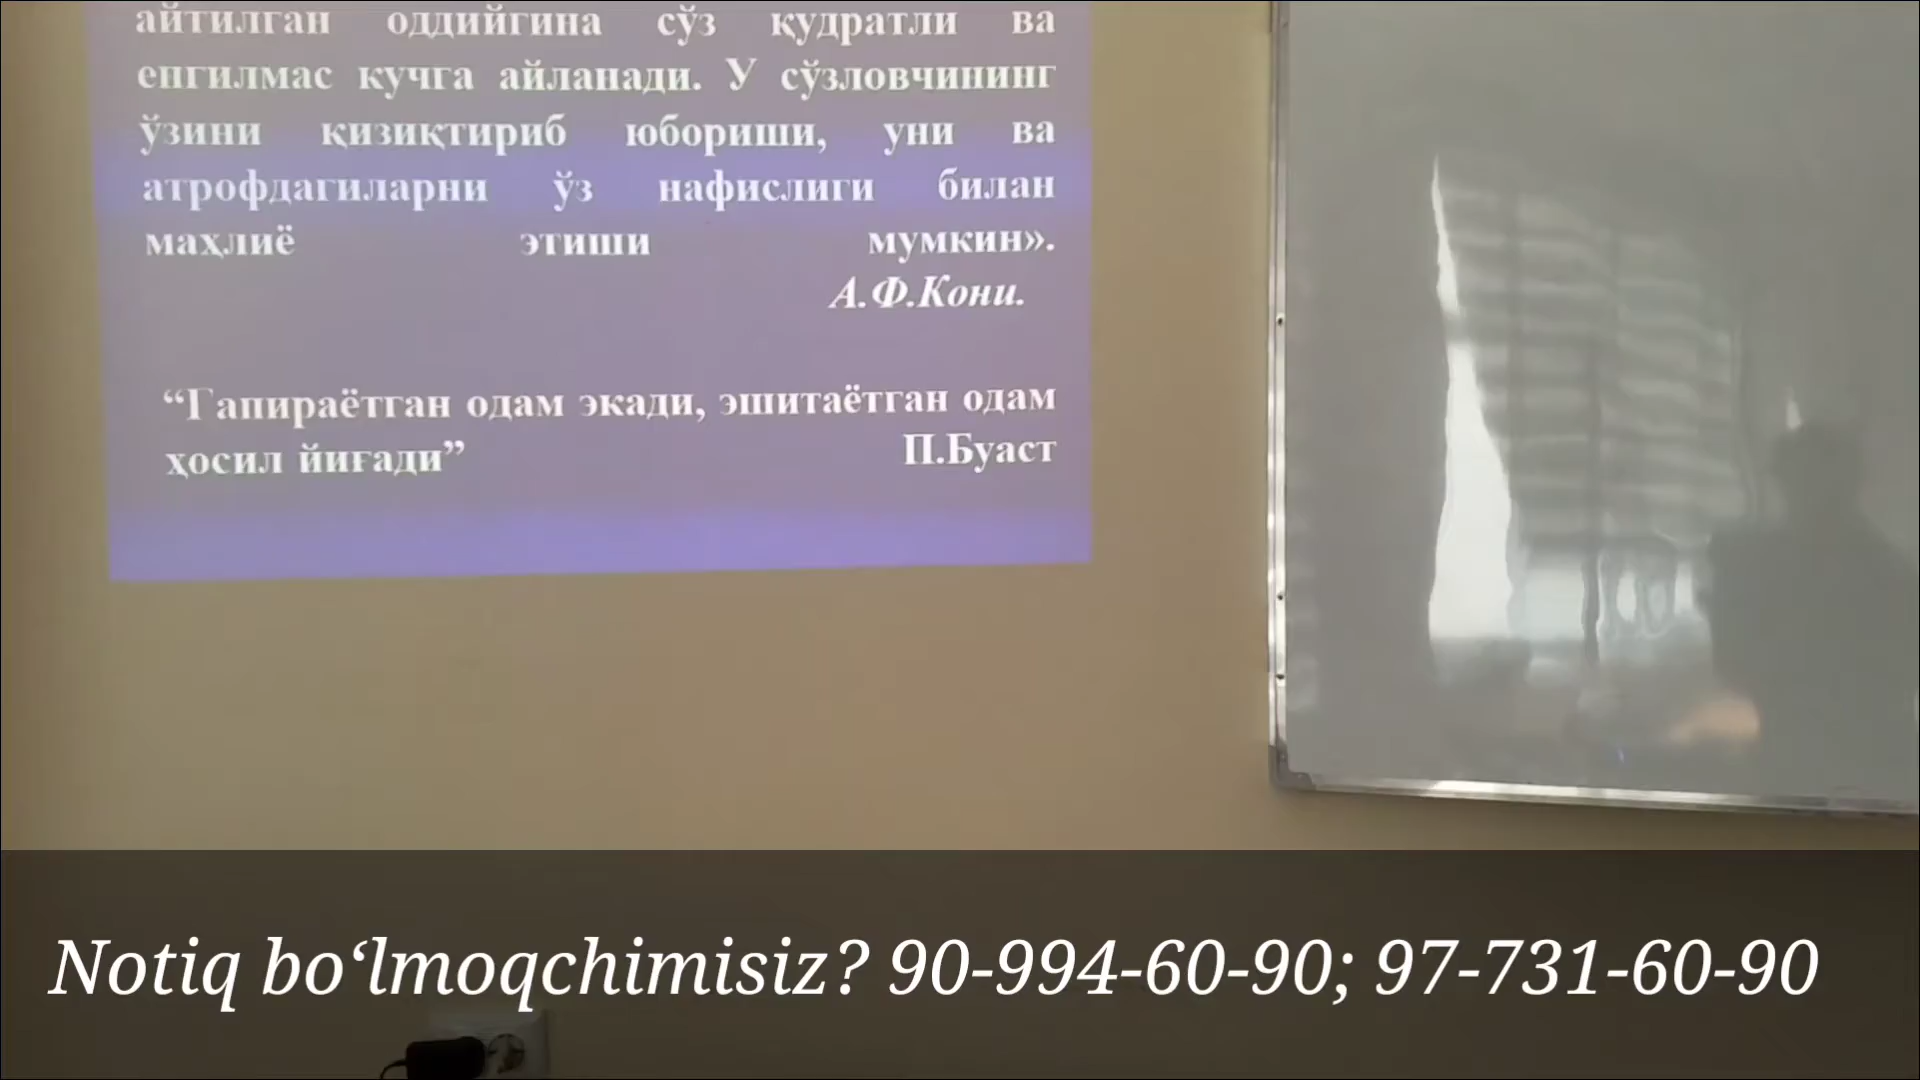 айтилган оддийгина сўз қудратли ва
енгилмас кучга айланади. У сўзловчининг
ўзини қизиқтириб юбориши, уни ва
атрофдагиларни ўз нафислиги билан
маҳлиё этиши мумкин».
А.Ф.Кони.
“Гапираётган одам экади, эшитаётган одам
ҳосил йиғади” П.Буаст
Notiq bo‘lmoqchimisiz? 90-994-60-90; 97-731-60-90